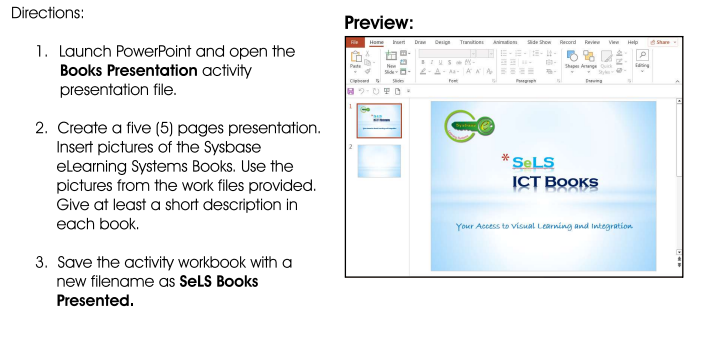 Directions:
1. Launch PowerPoint and open the
Books Presentation activity
presentation file.
2. Create a five (5) pages presentation.
Insert pictures of the Sysbase
eLearning Systems Books. Use the
pictures from the work files provided.
Give at least a short description in
each book.
3. Save the activity workbook with a
new filename as SeLS Books
Presented.
Preview:
File Home Insert Draw Design Transitions Animations Slide Show Record Review View Help Share
Paste New Slide Shapes Arrange Quick Styles Editing
Clipboard Slides Font Paragraph Drawing
1
2
* SeLS
ICT Books
Your Access to Visual Learning and Integration